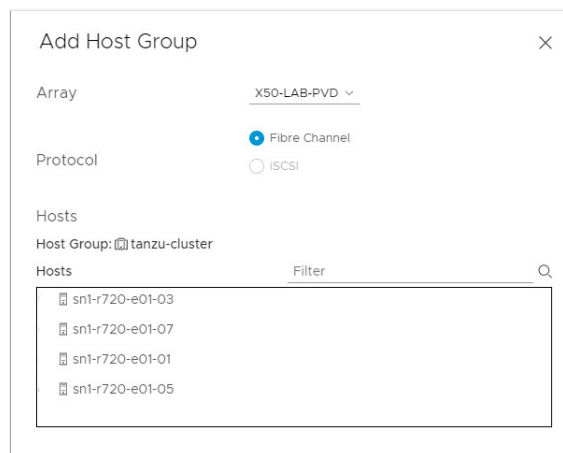 Add Host Group
Array
X50-LAB-PVD
Fibre Channel
Protocol
iSCSI
Hosts
Host Group: tanzu-cluster
Hosts Filter
sn1-r720-e01-03
sn1-r720-e01-07
sn1-r720-e01-01
sn1-r720-e01-05